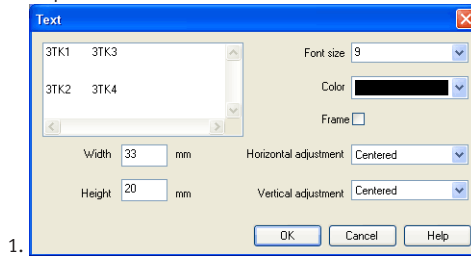 Text
3TK1 3TK3
3TK2 3TK4
Font size 9
Color
Frame
Width 33 mm
Horizontal adjustment Centered
Height 20 mm
Vertical adjustment Centered
OK Cancel Help
1.